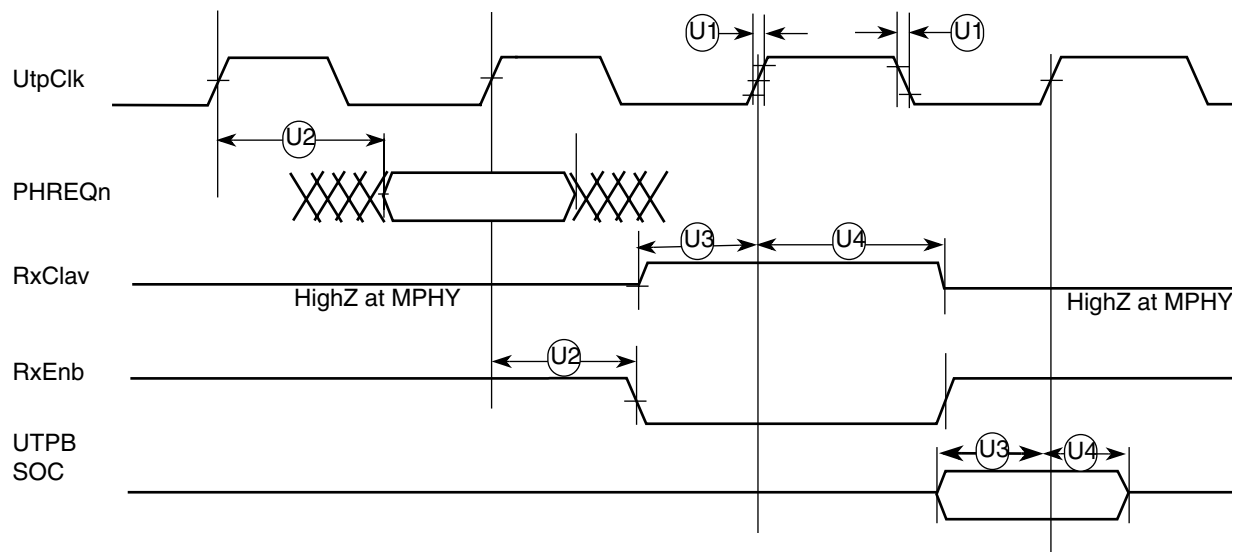 U1
U1
UtpClk
U2
PHREQn
U3
U4
RxClav
HighZ at MPHY
HighZ at MPHY
U2
RxEnb
UTPB
SOC
U3
U4